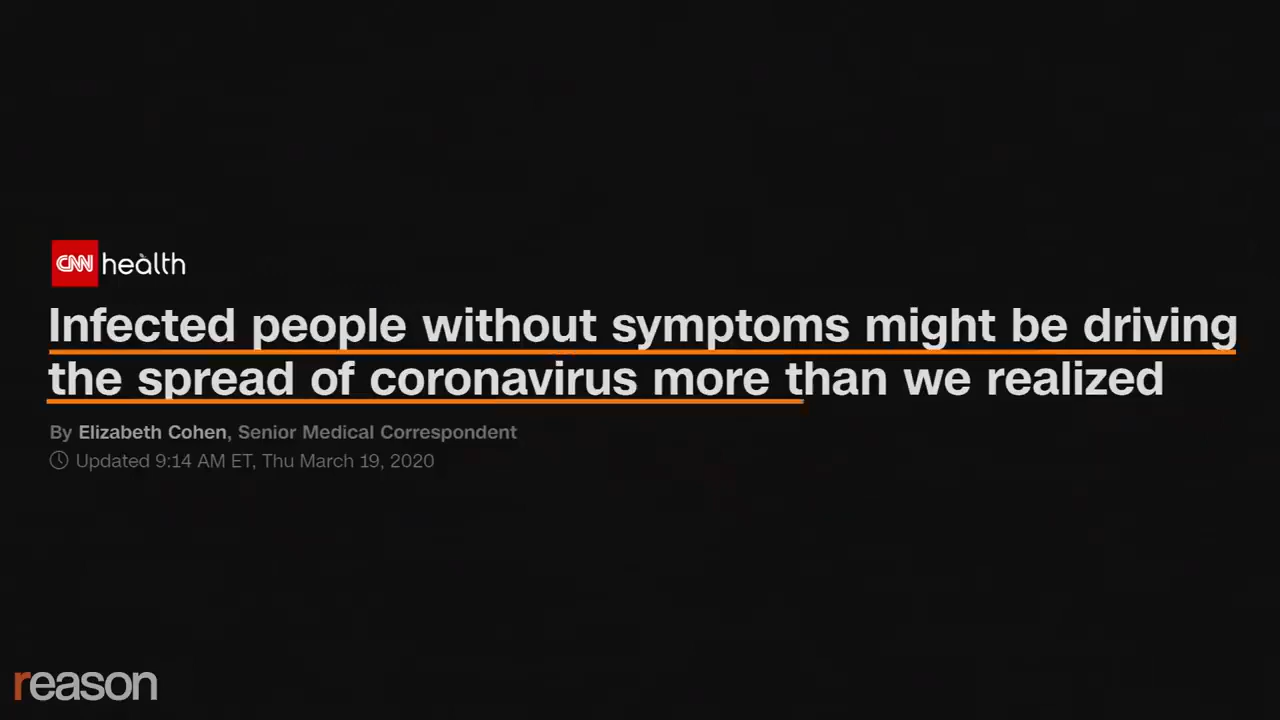 CNN health
Infected people without symptoms might be driving
the spread of coronavirus more than we realized
By Elizabeth Cohen, Senior Medical Correspondent
Updated 9:14 AM ET, Thu March 19, 2020
reason